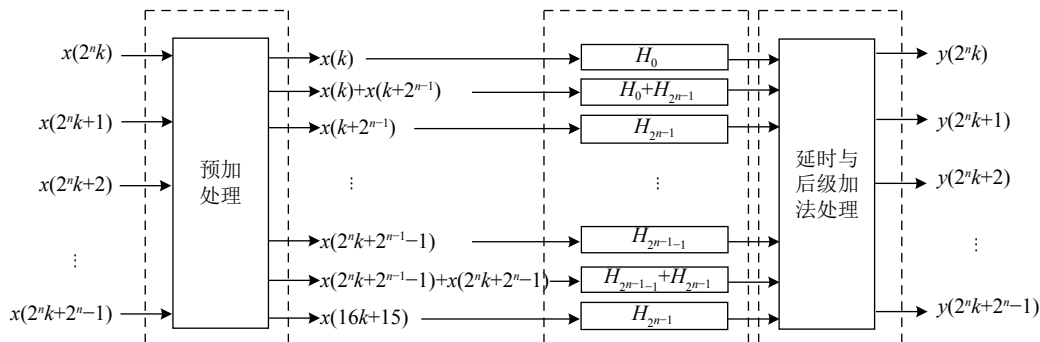 x(2ⁿk)
x(2ⁿk+1)
x(2ⁿk+2)
⋮
x(2ⁿk+2ⁿ−1)
预加
处理
x(k)
x(k)+x(k+2ⁿ⁻¹)
x(k+2ⁿ⁻¹)
⋮
x(2ⁿk+2ⁿ⁻¹−1)
x(2ⁿk+2ⁿ⁻¹−1)+x(2ⁿk+2ⁿ−1)
x(16k+15)
H₀
H₀+H₂ₙ₋₁
H₂ₙ₋₁
⋮
H₂ₙ₋₁₋₁
H₂ₙ₋₁₋₁+H₂ₙ₋₁
H₂ₙ₋₁
延时与
后级加
法处理
y(2ⁿk)
y(2ⁿk+1)
y(2ⁿk+2)
⋮
y(2ⁿk+2ⁿ−1)